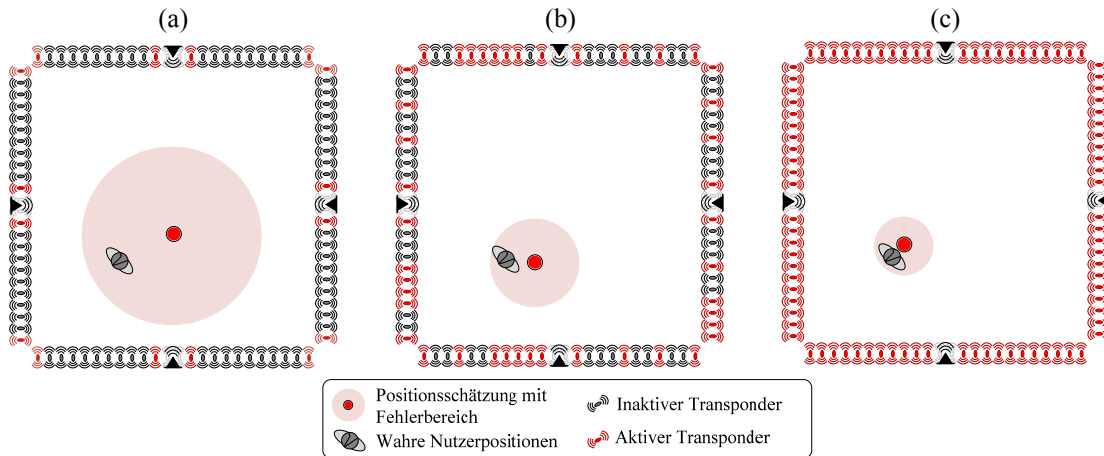 (a)
(b)
(c)
Positionsschätzung mit
Fehlerbereich
Wahre Nutzerpositionen
Inaktiver Transponder
Aktiver Transponder